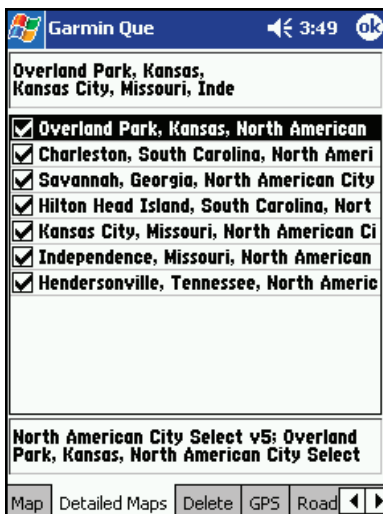 Garmin Que 3:49 ok
Overland Park, Kansas,
Kansas City, Missouri, Inde
Overland Park, Kansas, North American
Charleston, South Carolina, North Ameri
Savannah, Georgia, North American City
Hilton Head Island, South Carolina, Nort
Kansas City, Missouri, North American Ci
Independence, Missouri, North American
Hendersonville, Tennessee, North Americ
North American City Select v5; Overland
Park, Kansas, North American City Select
Map Detailed Maps Delete GPS Road